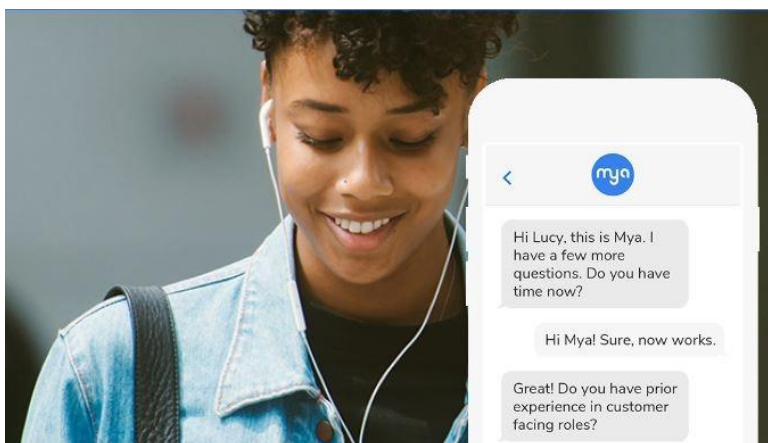 mya
Hi Lucy, this is Mya. I
have a few more
questions. Do you have
time now?
Hi Mya! Sure, now works.
Great! Do you have prior
experience in customer
facing roles?